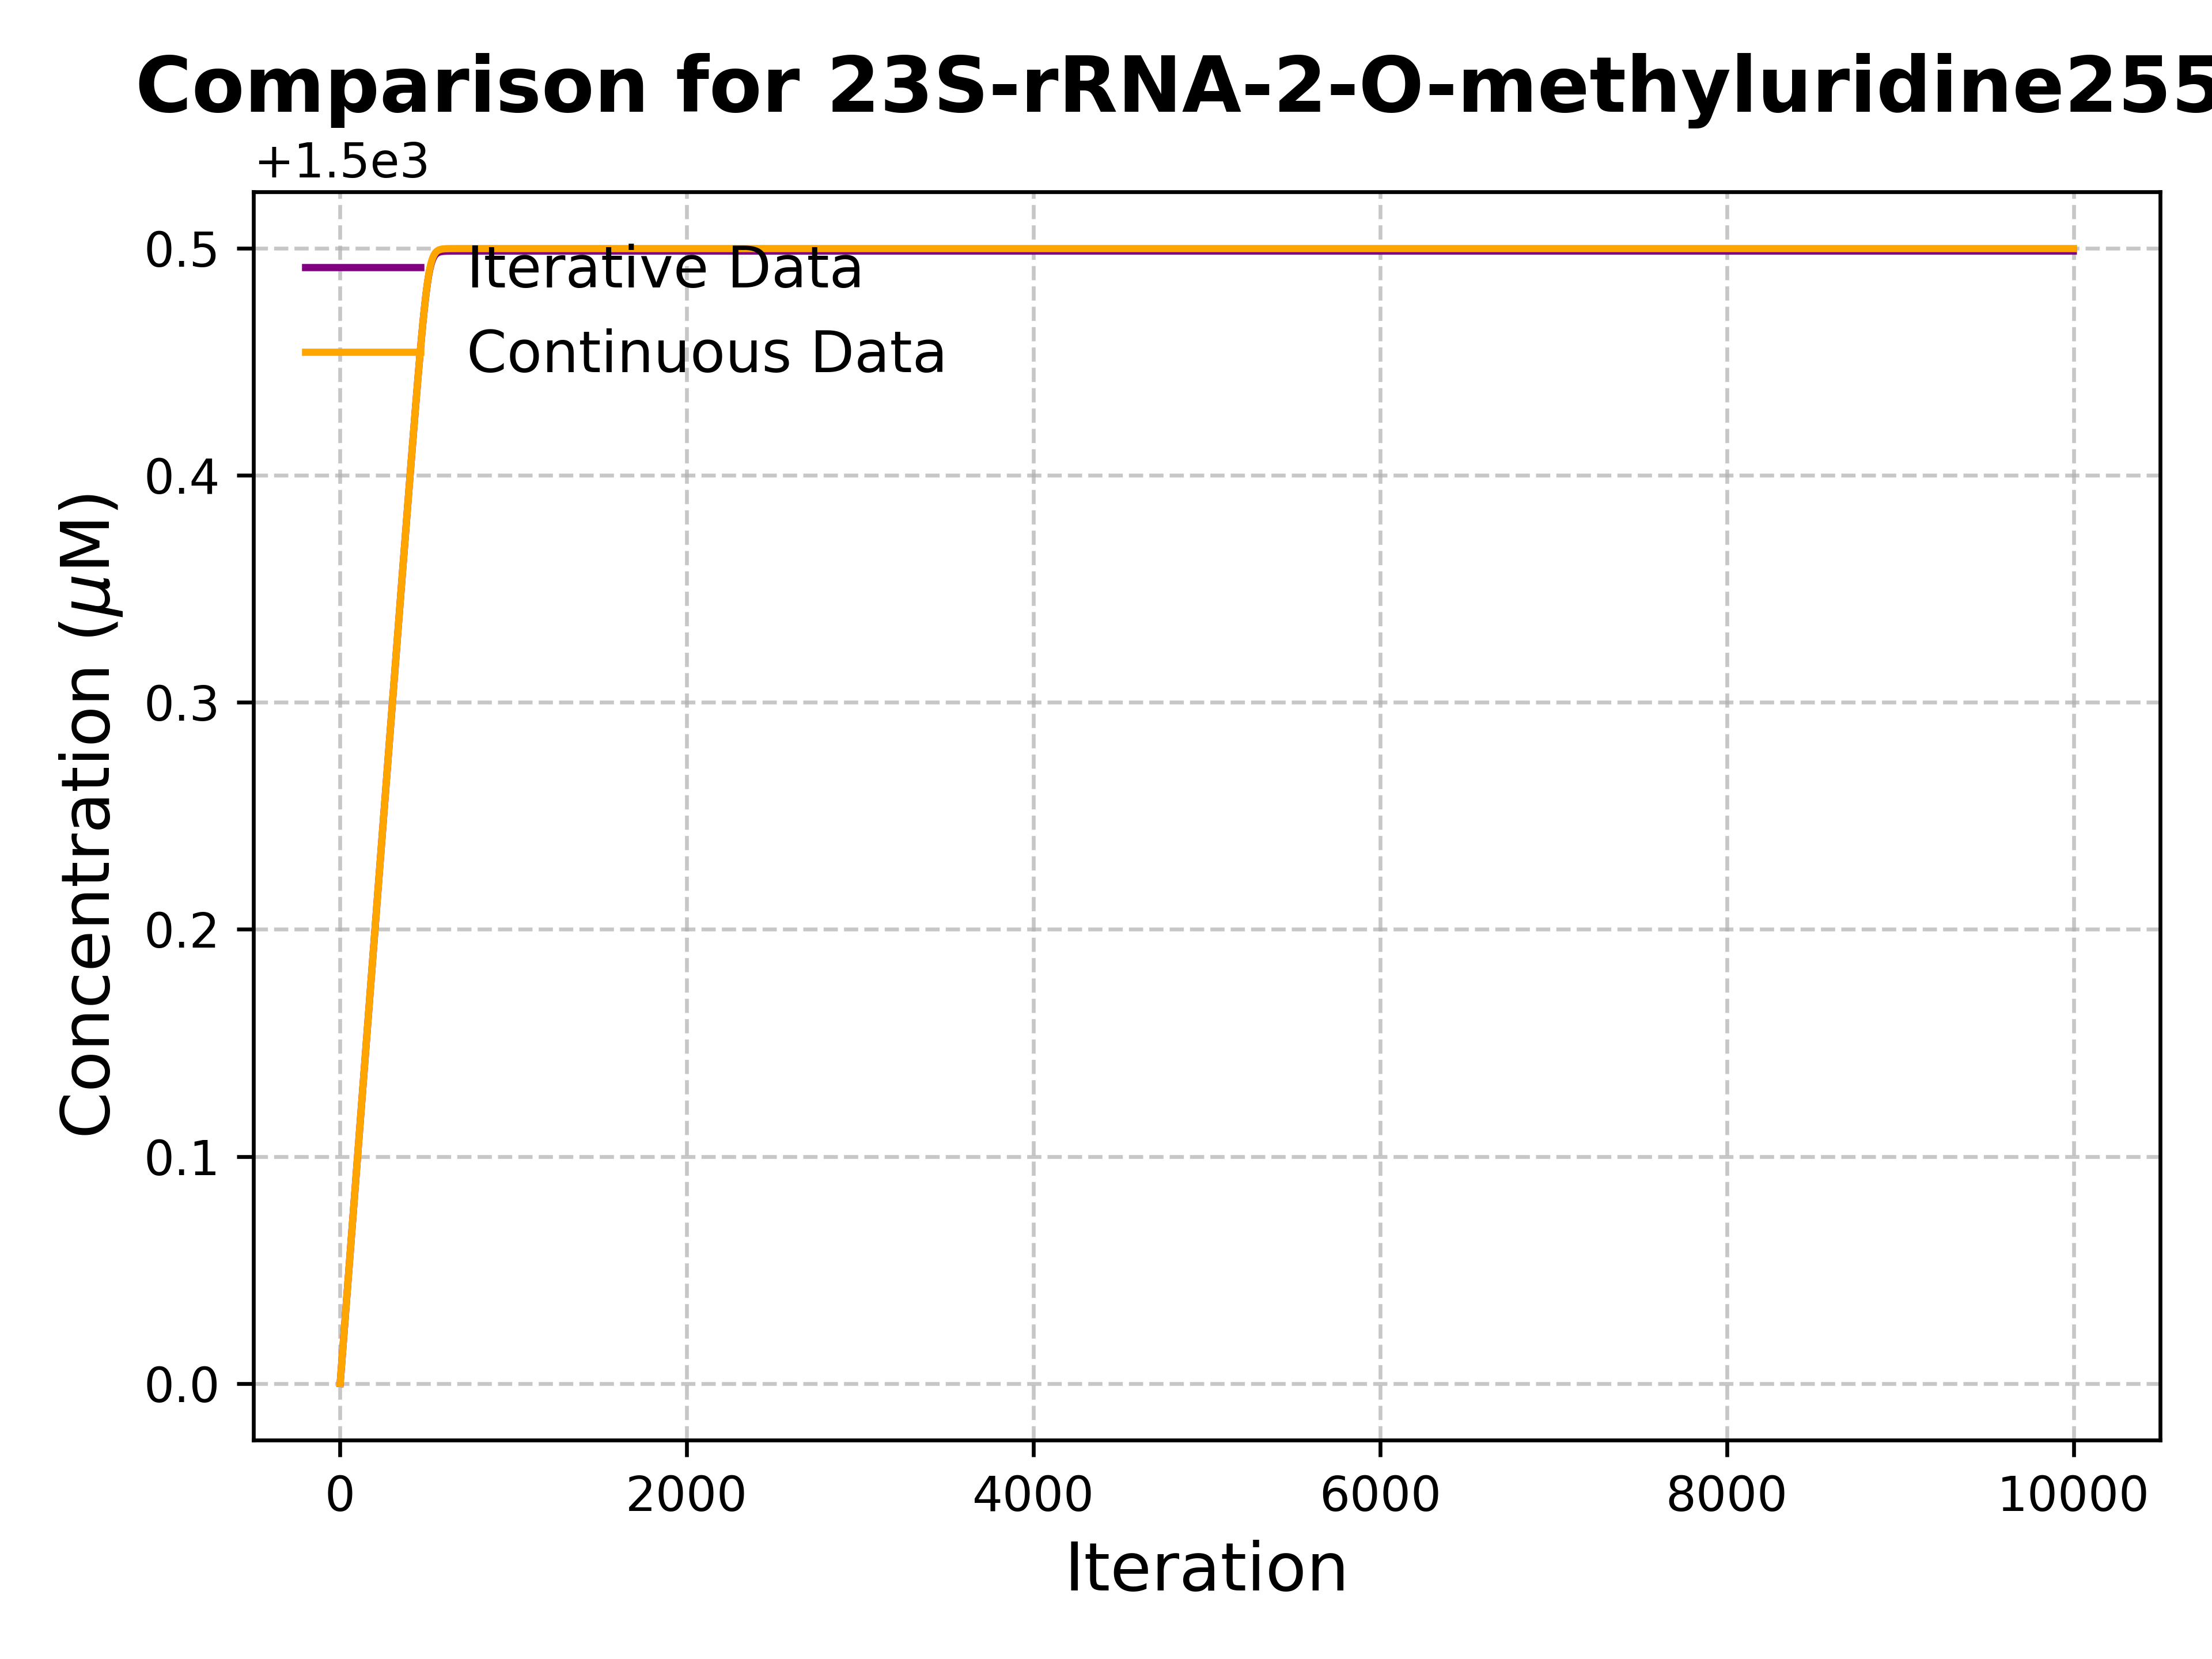 Comparison for 23S-rRNA-2-O-methyluridine255
+1.5e3
Concentration (μM)
0.5
0.4
0.3
0.2
0.1
0.0
Iterative Data
Continuous Data
0 2000 4000 6000 8000 10000
Iteration